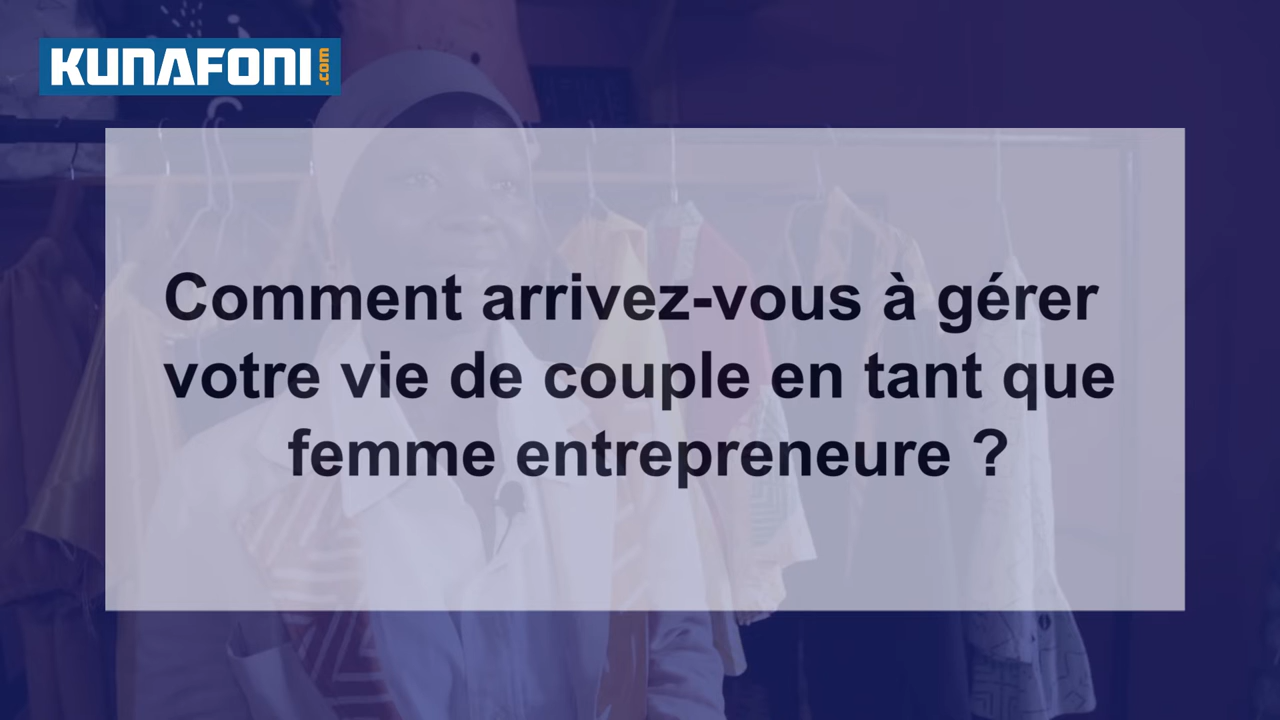 KUNAFONI.com
Comment arrivez-vous à gérer
votre vie de couple en tant que
femme entrepreneure ?